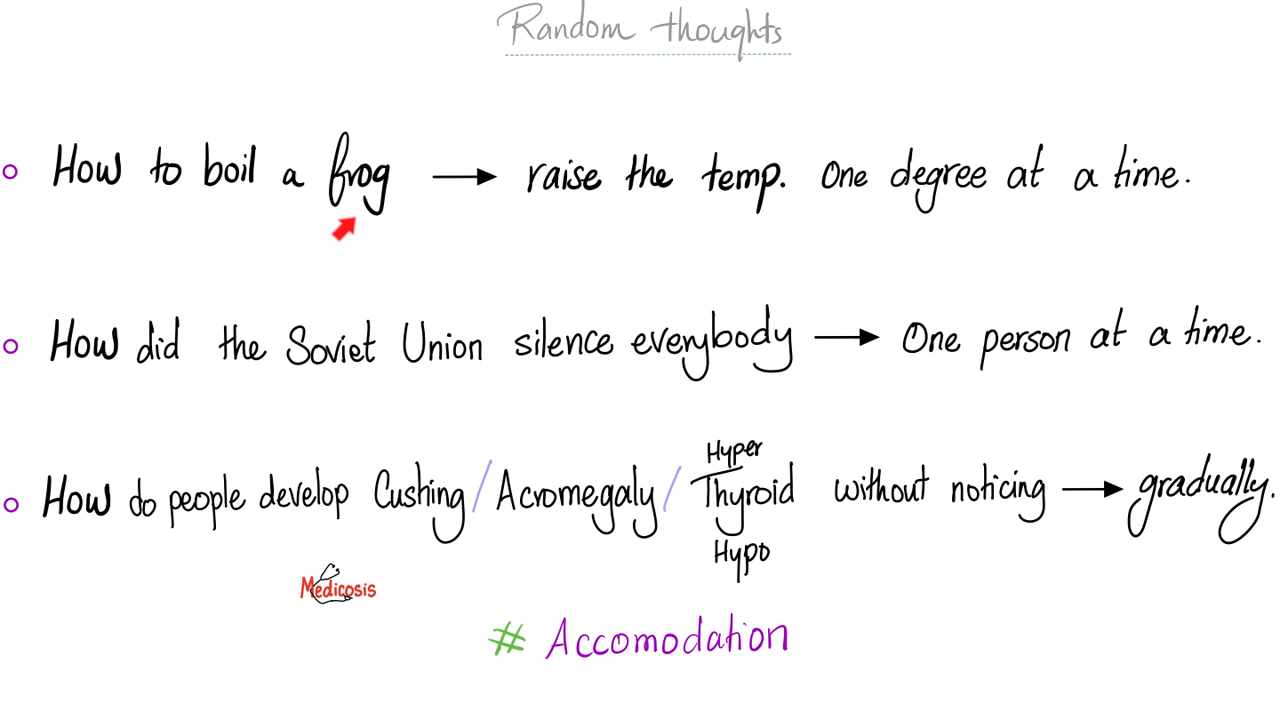 Random thoughts
How to boil a frog → raise the temp. One degree at a time.
How did the Soviet Union silence everybody → One person at a time.
Hyper
How do people develop Cushing / Acromegaly / Thyroid without noticing → gradually.
Hypo
Medicosis
# Accomodation